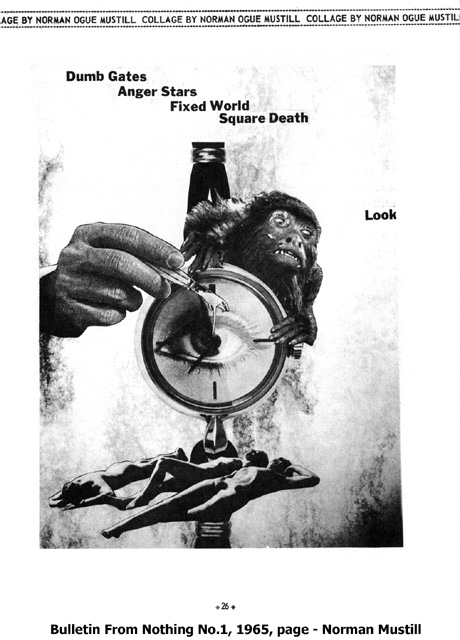 AGE BY NORMAN OGUE MUSTILL COLLAGE BY NORMAN OGUE MUSTILL COLLAGE BY NORMAN OGUE MUSTIL
Dumb Gates
Anger Stars
Fixed World
Square Death
Look
26
Bulletin From Nothing No.1, 1965, page - Norman Mustill